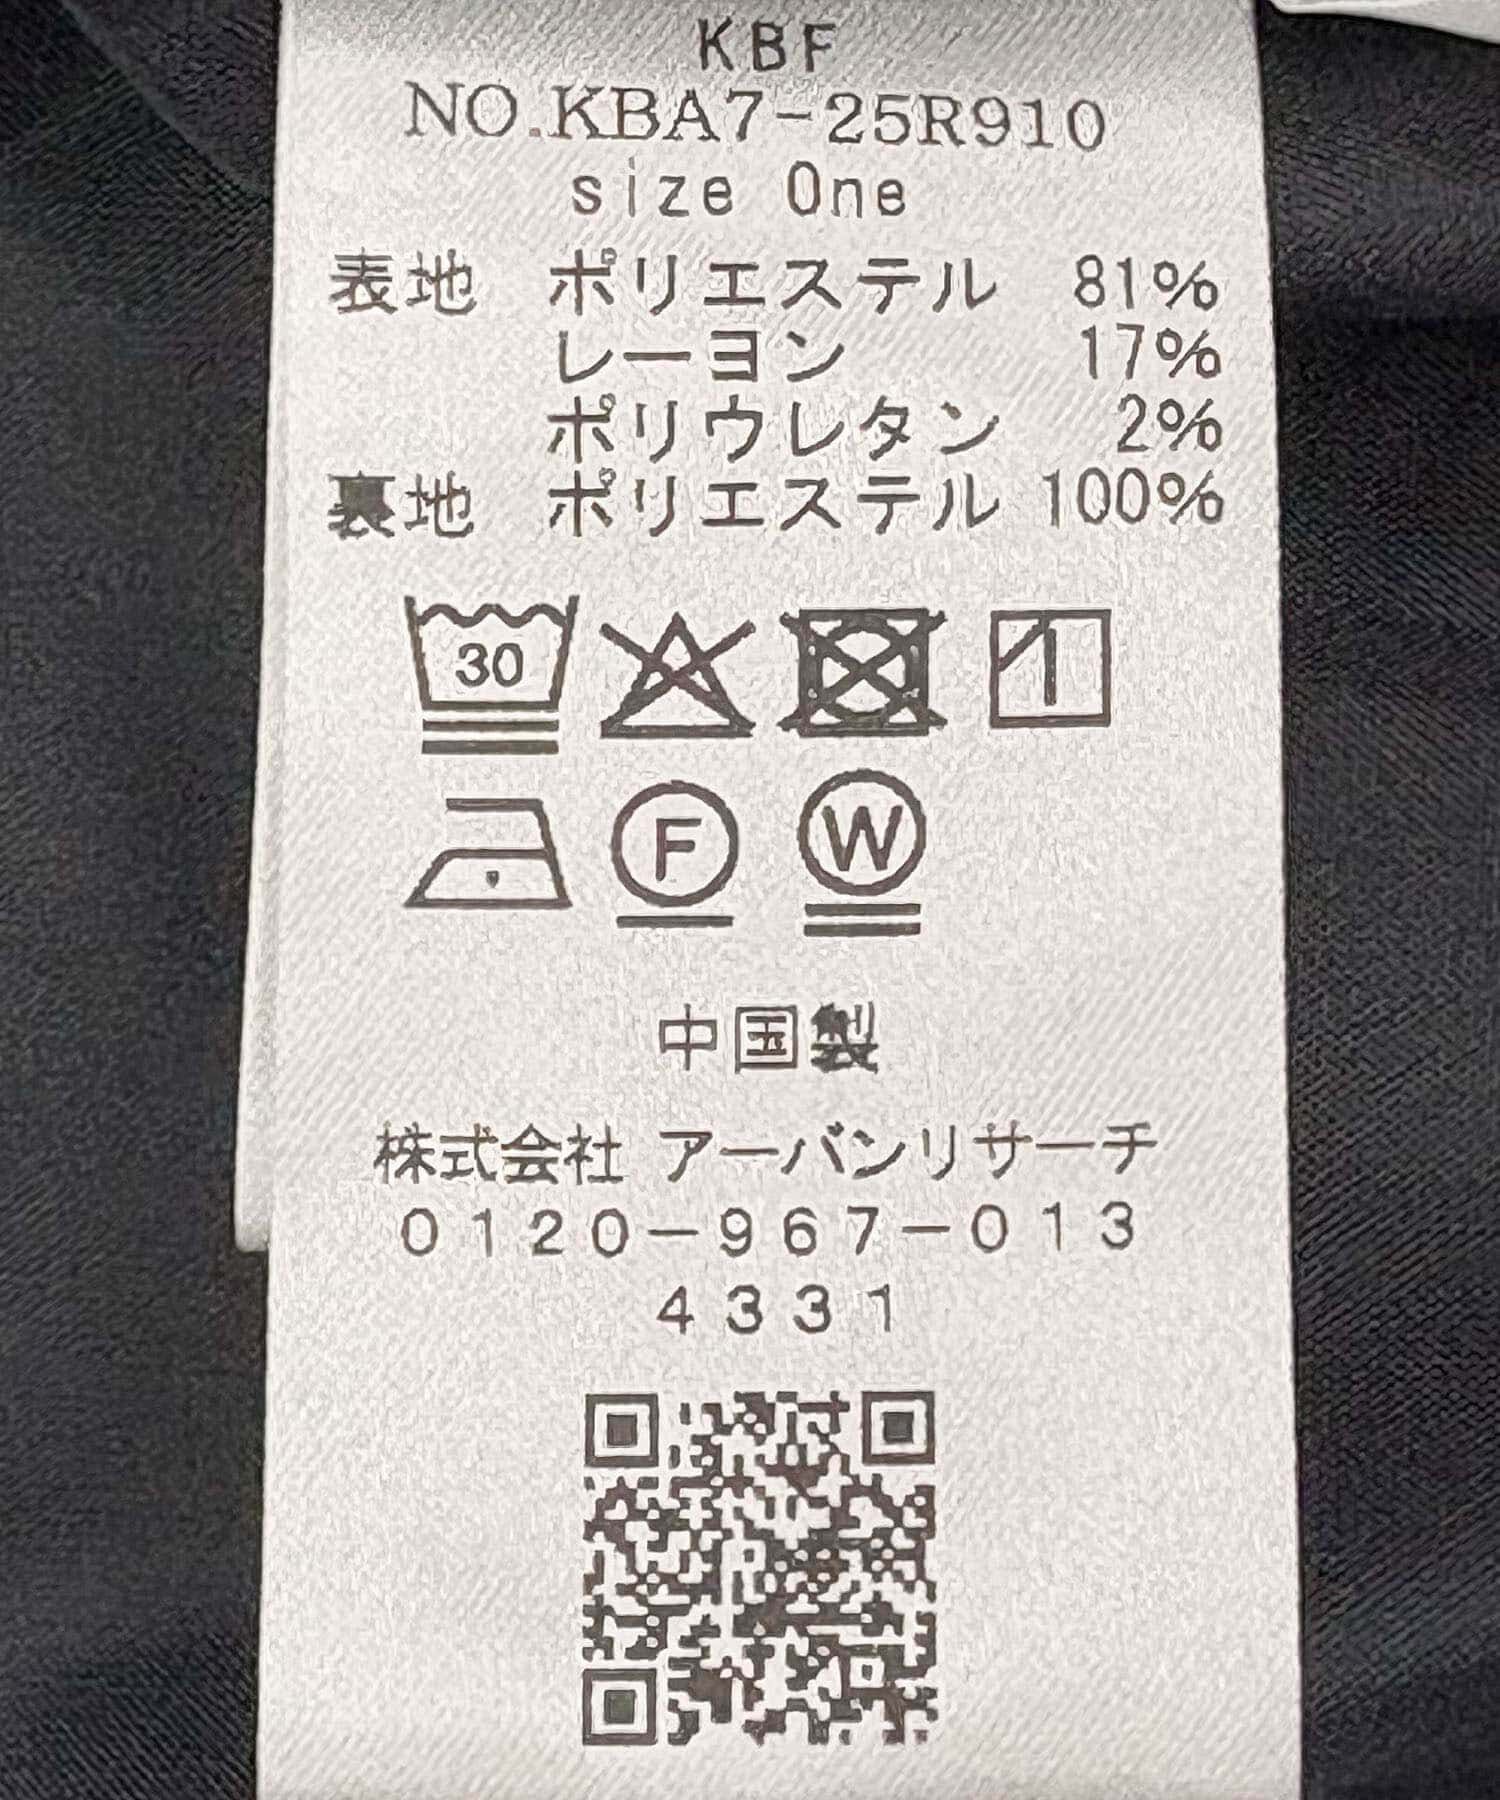 KBF
NO.KBA7-25R910
size One
表地 ポリエステル 81%
レーヨン 17%
ポリウレタン 2%
裏地 ポリエステル 100%
30
F W
中国製
株式会社 アーバンリサーチ
0120-967-013
4331